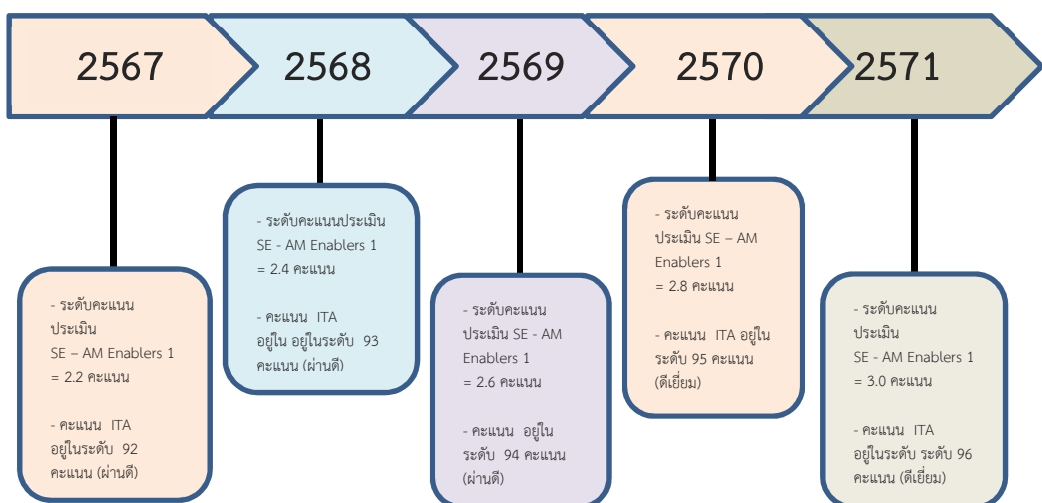 2567
2568
2569
2570
2571
- ระดับคะแนน
ประเมิน
SE – AM Enablers 1
= 2.2 คะแนน
- คะแนน ITA
อยู่ในระดับ 92
คะแนน (ผ่านดี)
- ระดับคะแนนประเมิน
SE - AM Enablers 1
= 2.4 คะแนน
- คะแนน ITA
อยู่ใน อยู่ในระดับ 93
คะแนน (ผ่านดี)
- ระดับคะแนน
ประเมิน SE - AM
Enablers 1
= 2.6 คะแนน
- คะแนน อยู่ใน
ระดับ 94 คะแนน
(ผ่านดี)
- ระดับคะแนน
ประเมิน SE – AM
Enablers 1
= 2.8 คะแนน
- คะแนน ITA อยู่ใน
ระดับ 95 คะแนน
(ดีเยี่ยม)
- ระดับคะแนน
ประเมิน
SE - AM Enablers 1
= 3.0 คะแนน
- คะแนน ITA
อยู่ในระดับ ระดับ 96
คะแนน (ดีเยี่ยม)